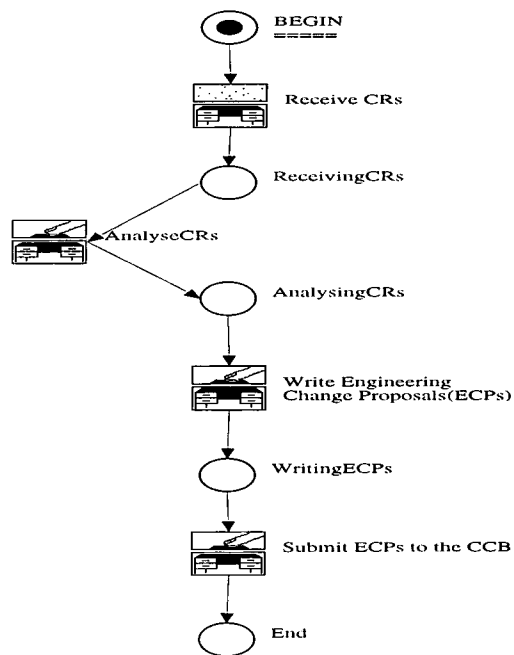 BEGIN
=====
Receive CRs
ReceivingCRs
AnalyseCRs
AnalysingCRs
Write Engineering
Change Proposals(ECPs)
WritingECPs
Submit ECPs to the CCB
End